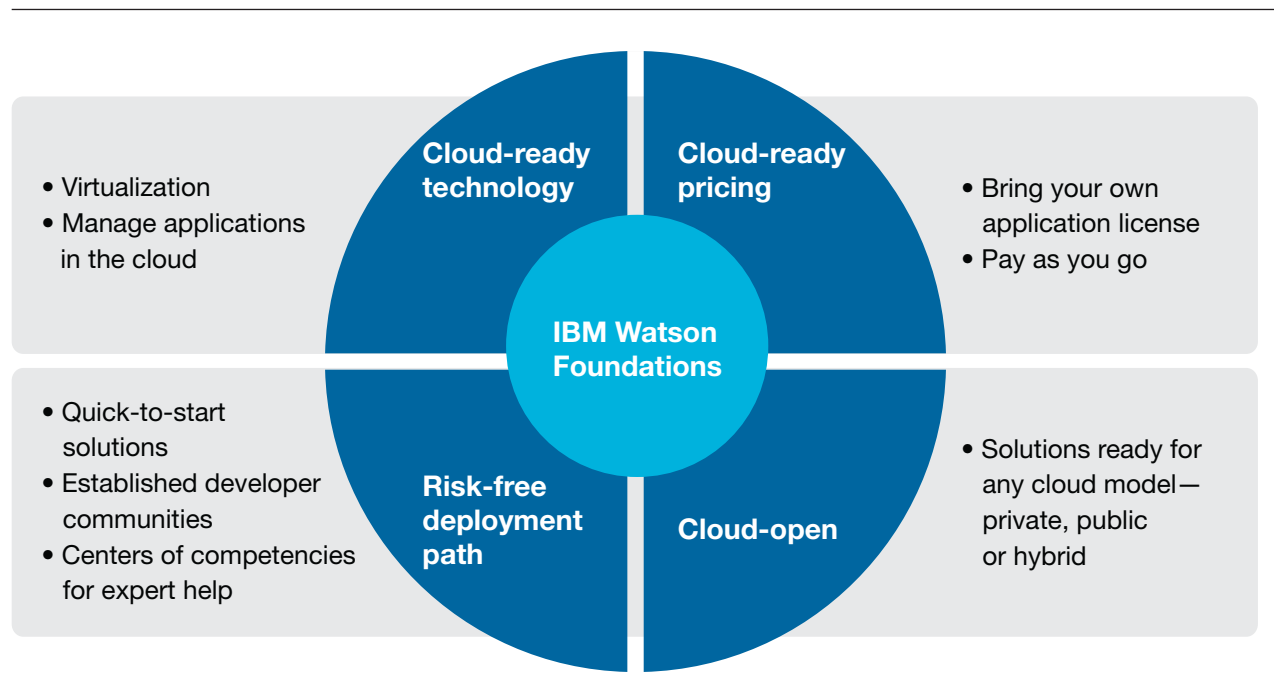 Cloud-ready
technology
Cloud-ready
pricing
• Virtualization
• Manage applications
in the cloud
• Bring your own
application license
• Pay as you go
IBM Watson
Foundations
• Quick-to-start
solutions
• Established developer
communities
• Centers of competencies
for expert help
Risk-free
deployment
path
Cloud-open
• Solutions ready for
any cloud model—
private, public
or hybrid